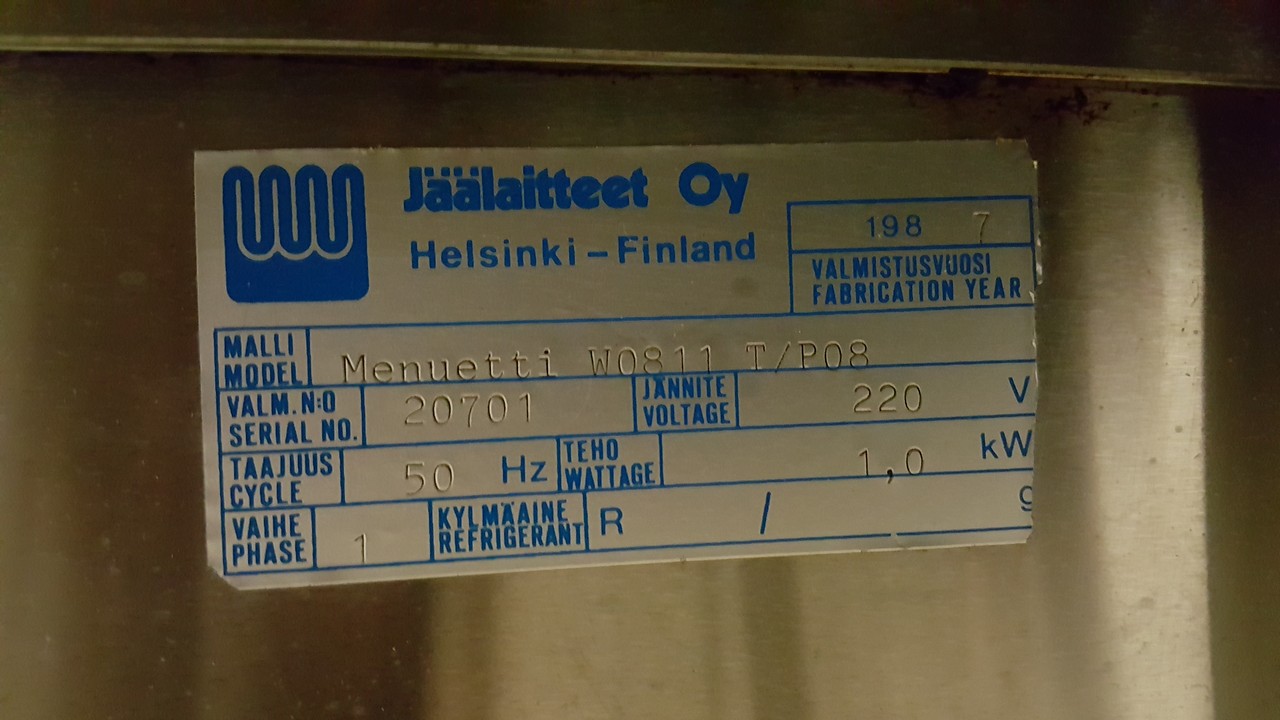 Jäälaitteet Oy
Helsinki – Finland
198 7
VALMISTUSVUOSI
FABRICATION YEAR
MALLI
MODEL
Menuetti W0811 T/P08
VALM. N:O
SERIAL NO.
20701
JÄNNITE
VOLTAGE
220 V
TAAJUUS
CYCLE
50 Hz
TEHO
WATTAGE
1,0 kW
VAIHE
PHASE
1
KYLMÄAINE
REFRIGERANT
R / g